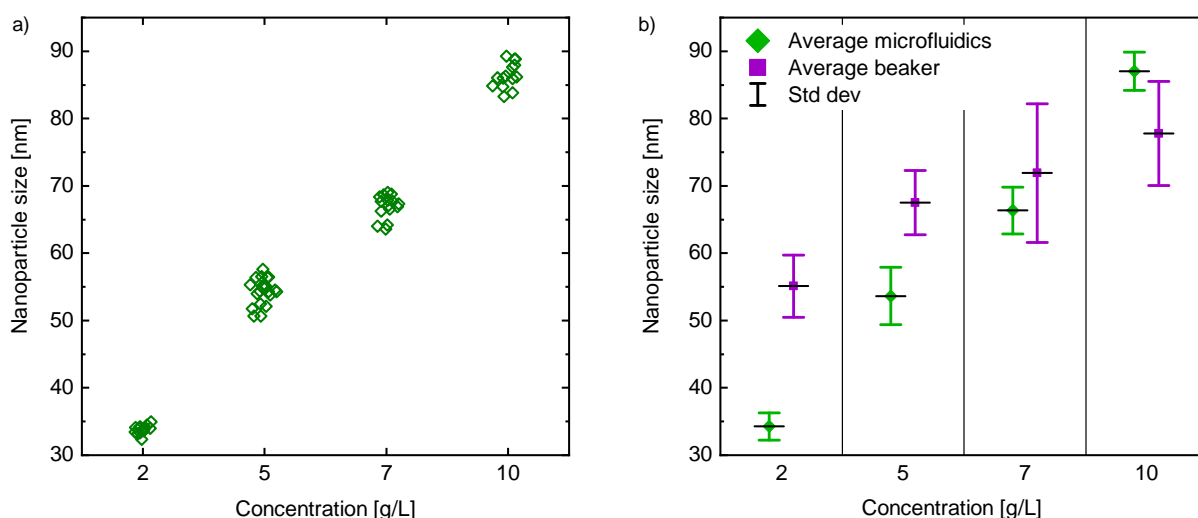 a)
Nanoparticle size [nm]
90
80
70
60
50
40
30
2 5 7 10
Concentration [g/L]
b)
Nanoparticle size [nm]
90
80
70
60
50
40
30
Average microfluidics
Average beaker
Std dev
2 5 7 10
Concentration [g/L]